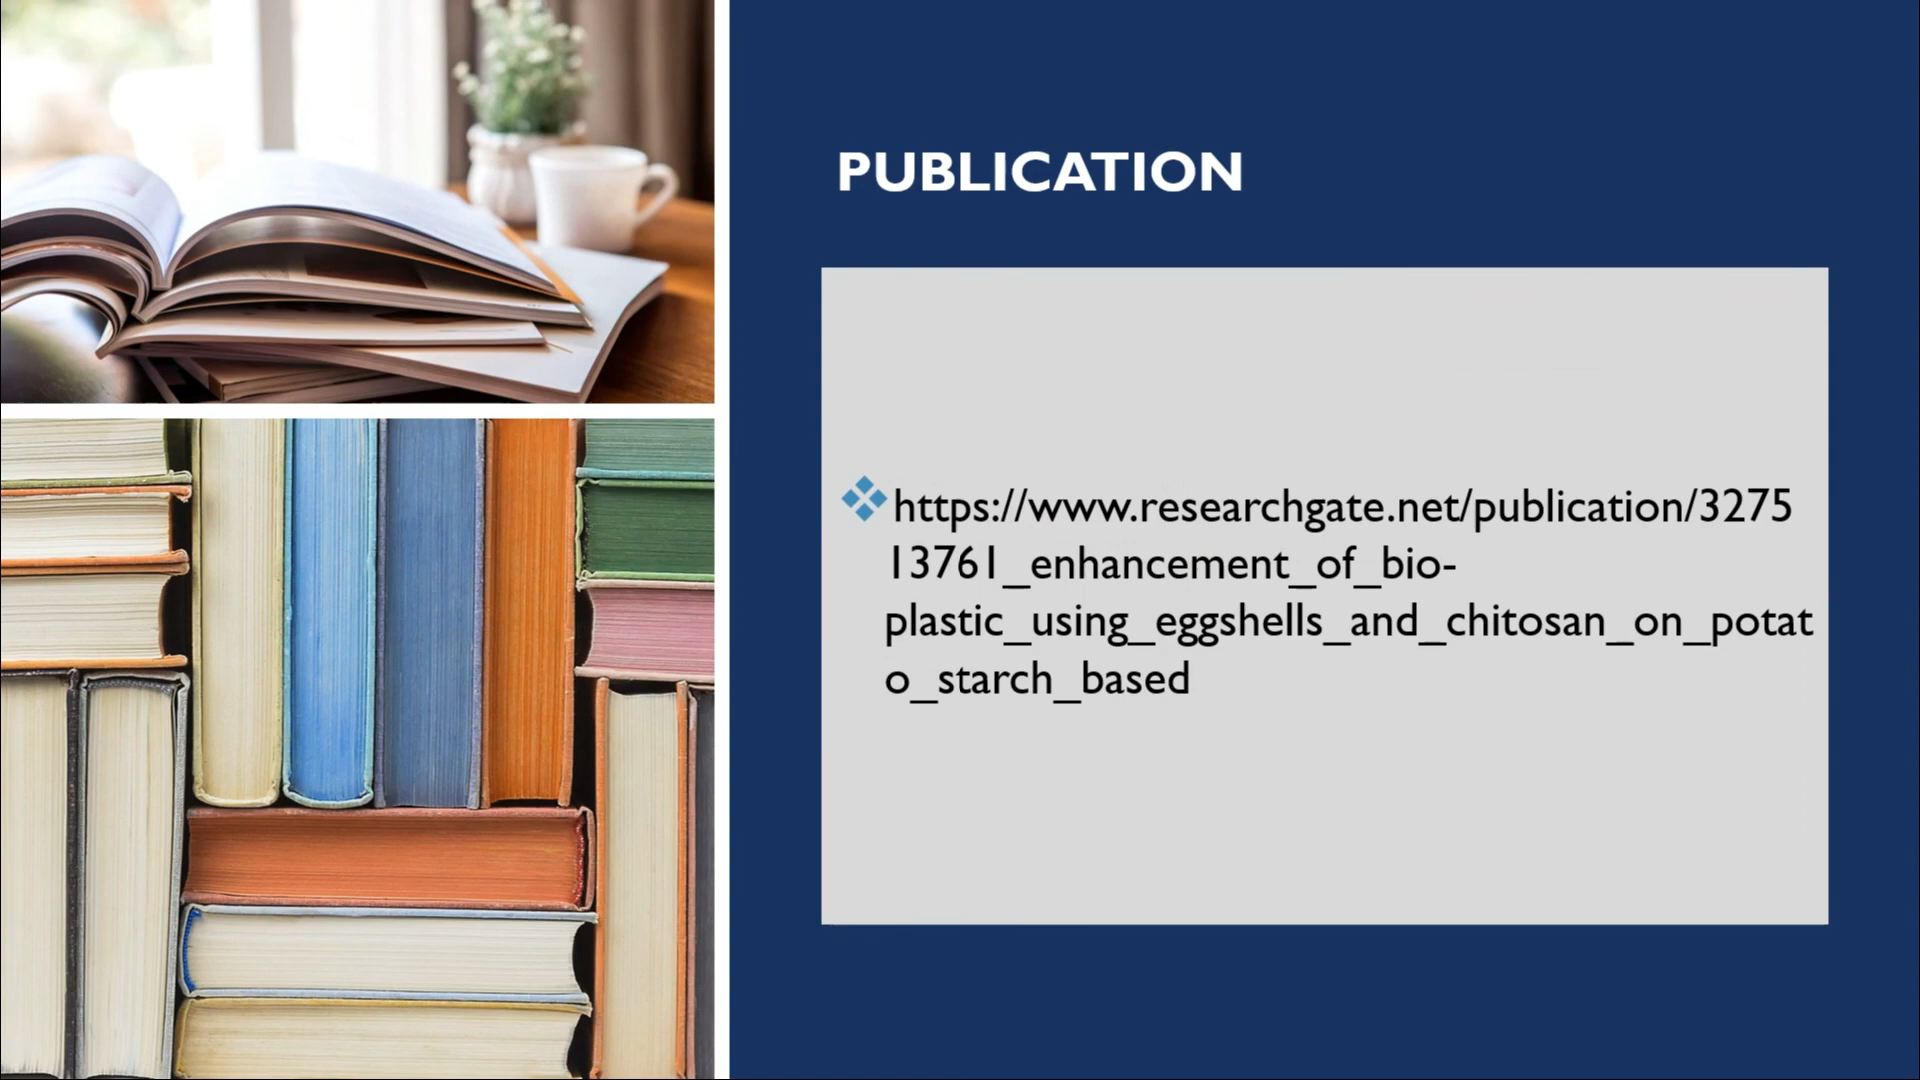 PUBLICATION
https://www.researchgate.net/publication/3275
13761_enhancement_of_bio-
plastic_using_eggshells_and_chitosan_on_potat
o_starch_based